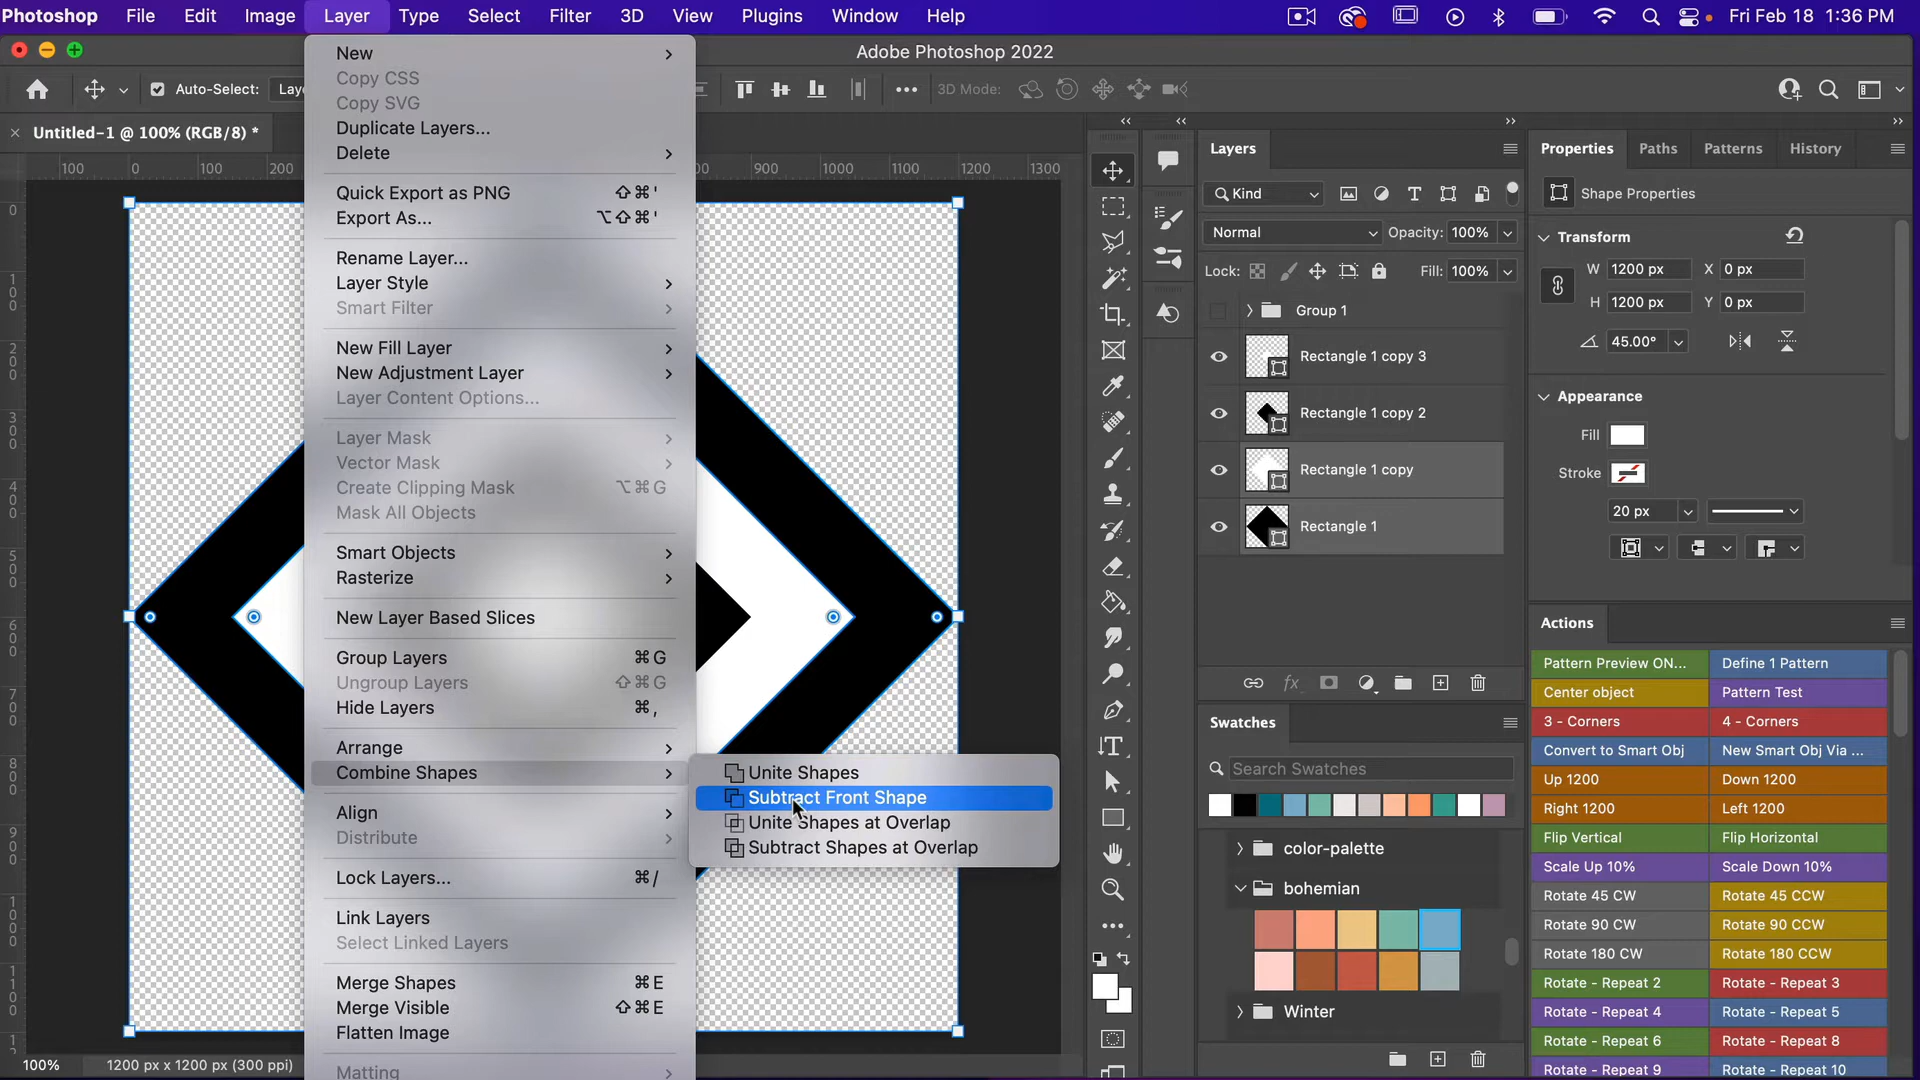 Photoshop File Edit Image Layer Type Select Filter 3D View Plugins Window Help Fri Feb 18 1:36 PM
Adobe Photoshop 2022
Auto-Select: 3D Mode:
Untitled-1 @ 100% (RGB/8) *
100 0 100 200 900 1000 1100 1200 1300
New
Copy CSS
Copy SVG
Duplicate Layers...
Delete
Quick Export as PNG ⇧⌘'
Export As... ⌥⇧⌘'
Rename Layer...
Layer Style
Smart Filter
New Fill Layer
New Adjustment Layer
Layer Content Options...
Layer Mask
Vector Mask
Create Clipping Mask ⌥⌘G
Mask All Objects
Smart Objects
Rasterize
New Layer Based Slices
Group Layers ⌘G
Ungroup Layers ⇧⌘G
Hide Layers ⌘,
Arrange
Combine Shapes
Align
Distribute
Lock Layers... ⌘/
Link Layers
Select Linked Layers
Merge Shapes ⌘E
Merge Visible ⇧⌘E
Flatten Image
Matting
Unite Shapes
Subtract Front Shape
Unite Shapes at Overlap
Subtract Shapes at Overlap
100% 1200 px x 1200 px (300 ppi)
Layers
Kind
Normal Opacity: 100%
Lock: Fill: 100%
Group 1
Rectangle 1 copy 3
Rectangle 1 copy 2
Rectangle 1 copy
Rectangle 1
fx
Swatches
Search Swatches
color-palette
bohemian
Winter
Properties Paths Patterns History
Shape Properties
Transform
W 1200 px X 0 px
H 1200 px Y 0 px
45.00°
Appearance
Fill
Stroke
20 px
Actions
Pattern Preview ON... Define 1 Pattern
Center object Pattern Test
3 - Corners 4 - Corners
Convert to Smart Obj New Smart Obj Via ...
Up 1200 Down 1200
Right 1200 Left 1200
Flip Vertical Flip Horizontal
Scale Up 10% Scale Down 10%
Rotate 45 CW Rotate 45 CCW
Rotate 90 CW Rotate 90 CCW
Rotate 180 CW Rotate 180 CCW
Rotate - Repeat 2 Rotate - Repeat 3
Rotate - Repeat 4 Rotate - Repeat 5
Rotate - Repeat 6 Rotate - Repeat 8
Rotate - Repeat 9 Rotate - Repeat 10